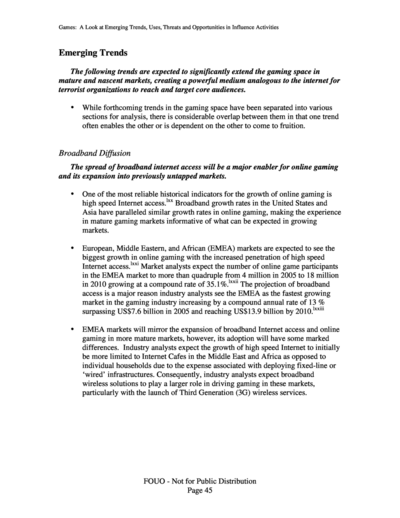 Games: A Look at Emerging Trends, Uses, Threats and Opportunities in Influence Activities
Emerging Trends
The following trends are expected to significantly extend the gaming space in
mature and nascent markets, creating a powerful medium analogous to the internet for
terrorist organizations to reach and target core audiences.
• While forthcoming trends in the gaming space have been separated into various
sections for analysis, there is considerable overlap between them in that one trend
often enables the other or is dependent on the other to come to fruition.
Broadband Diffusion
The spread of broadband internet access will be a major enabler for online gaming
and its expansion into previously untapped markets.
• One of the most reliable historical indicators for the growth of online gaming is
high speed Internet access.lxx Broadband growth rates in the United States and
Asia have paralleled similar growth rates in online gaming, making the experience
in mature gaming markets informative of what can be expected in growing
markets.
• European, Middle Eastern, and African (EMEA) markets are expected to see the
biggest growth in online gaming with the increased penetration of high speed
Internet access.lxxi Market analysts expect the number of online game participants
in the EMEA market to more than quadruple from 4 million in 2005 to 18 million
in 2010 growing at a compound rate of 35.1%.lxxii The projection of broadband
access is a major reason industry analysts see the EMEA as the fastest growing
market in the gaming industry increasing by a compound annual rate of 13 %
surpassing US$7.6 billion in 2005 and reaching US$13.9 billion by 2010.lxxiii
• EMEA markets will mirror the expansion of broadband Internet access and online
gaming in more mature markets, however, its adoption will have some marked
differences. Industry analysts expect the growth of high speed Internet to initially
be more limited to Internet Cafes in the Middle East and Africa as opposed to
individual households due to the expense associated with deploying fixed-line or
‘wired’ infrastructures. Consequently, industry analysts expect broadband
wireless solutions to play a larger role in driving gaming in these markets,
particularly with the launch of Third Generation (3G) wireless services.
FOUO - Not for Public Distribution
Page 45